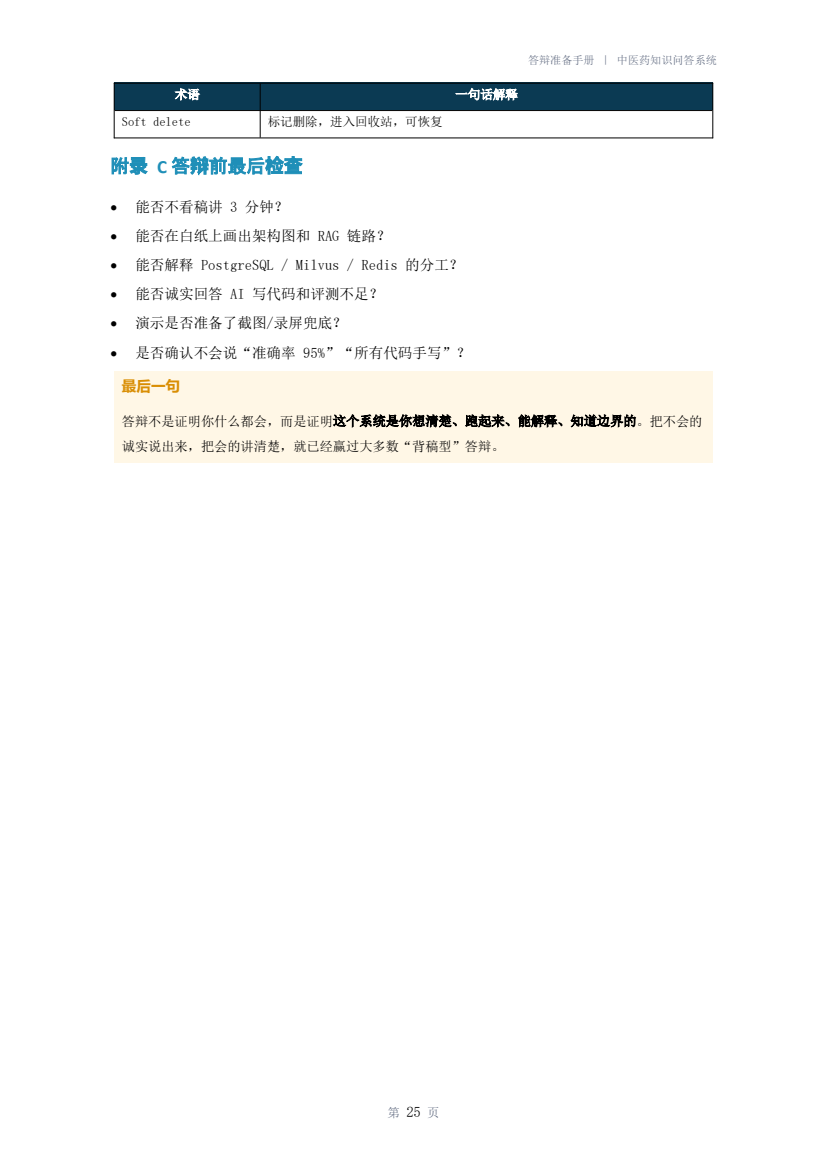 答辩准备手册 | 中医药知识问答系统
术语 一句话解释
Soft delete 标记删除，进入回收站，可恢复
附录 C 答辩前最后检查
• 能否不看稿讲 3 分钟？
• 能否在白纸上画出架构图和 RAG 链路？
• 能否解释 PostgreSQL / Milvus / Redis 的分工？
• 能否诚实回答 AI 写代码和评测不足？
• 演示是否准备了截图/录屏兜底？
• 是否确认不会说“准确率 95%”“所有代码手写”？
最后一句
答辩不是证明你什么都会，而是证明这个系统是你想清楚、跑起来、能解释、知道边界的。把不会的
诚实说出来，把会的讲清楚，就已经赢过大多数“背稿型”答辩。
第 25 页